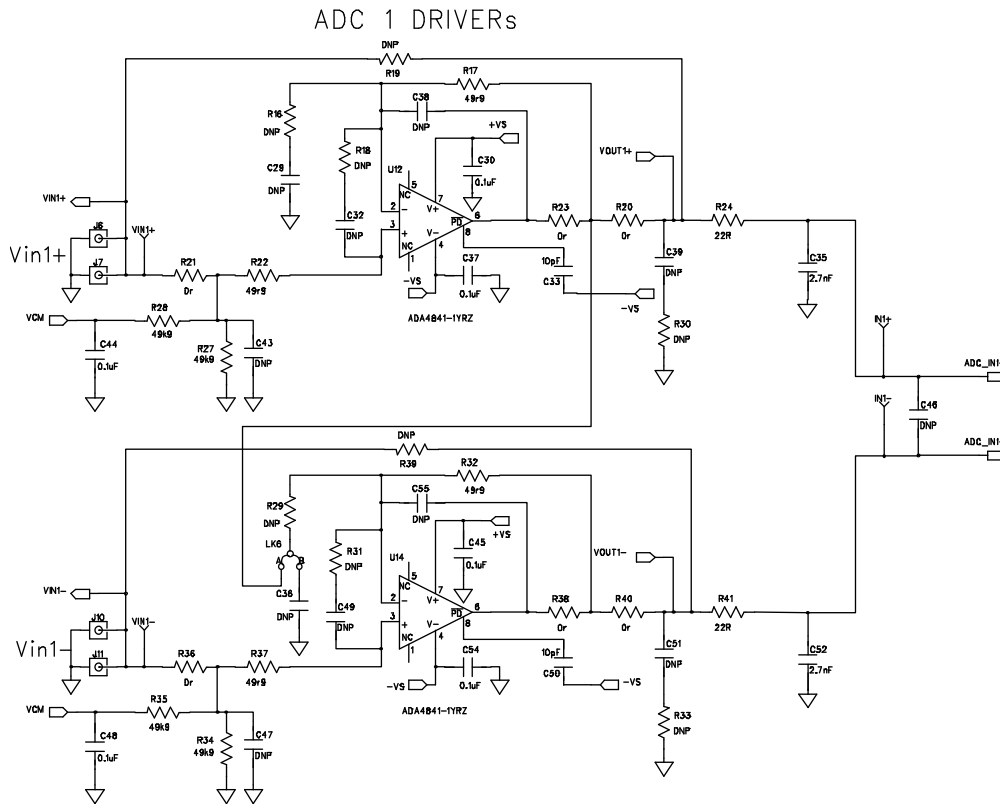 ADC 1 DRIVERs
DNP
R19
R17
49r9
C38
DNP
R16
DNP
R18
DNP
+VS
C30
0.1uF
VOUT1+
C29
DNP
U12
NC
5
7
V+
VIN1+
C32
DNP
2
-
3
+
6
PD
8
V-
4
NC
1
R23
0r
R20
0r
R24
22R
J6
Vin1+
J7
VIN1+
R21
0r
R22
49r9
-VS
C37
0.1uF
10pF
C33
C39
DNP
C35
2.7nF
-VS
ADA4841-1YRZ
VCM
R28
49k9
C44
0.1uF
R27
49k9
C43
DNP
R30
DNP
IN1+
ADC_IN1
IN1-
C46
DNP
ADC_IN1
DNP
R39
R32
49r9
C55
DNP
R29
DNP
LK6
A
B
R31
DNP
+VS
C45
0.1uF
VOUT1-
U14
NC
5
7
V+
VIN1-
C36
DNP
C49
DNP
2
-
3
+
6
PD
8
V-
4
NC
1
R38
0r
R40
0r
R41
22R
J10
Vin1-
J11
VIN1-
R36
0r
R37
49r9
-VS
C54
0.1uF
10pF
C50
-VS
C51
DNP
C52
2.7nF
ADA4841-1YRZ
VCM
R35
49k9
C48
0.1uF
R34
49k9
C47
DNP
R33
DNP